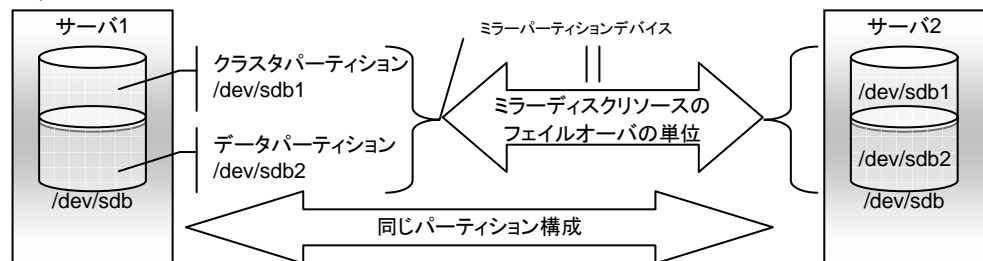 サーバ1
クラスタパーティション
/dev/sdb1
データパーティション
/dev/sdb2
/dev/sdb
ミラーパーティションデバイス
||
ミラーディスクリソースの
フェイルオーバの単位
同じパーティション構成
サーバ2
/dev/sdb1
/dev/sdb2
/dev/sdb